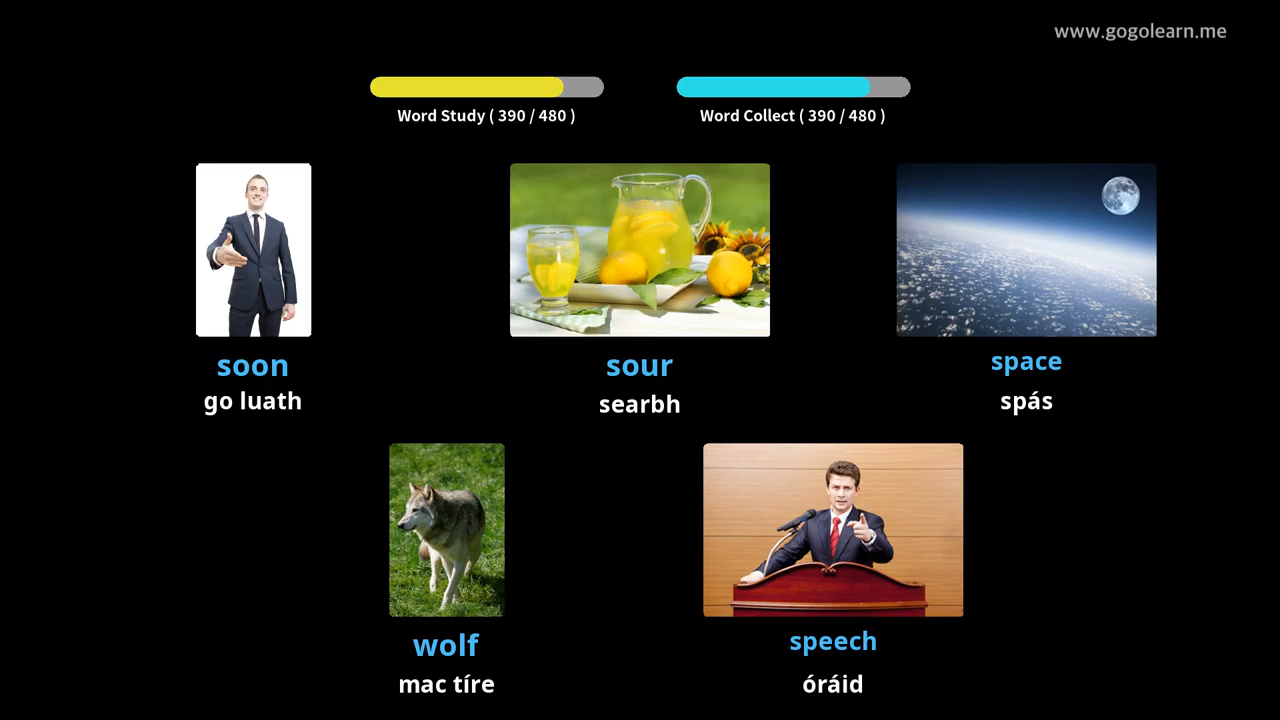 www.gogolearn.me
Word Study ( 390 / 480 )
Word Collect ( 390 / 480 )
soon
go luath
sour
searbh
space
spás
wolf
mac tíre
speech
óráid